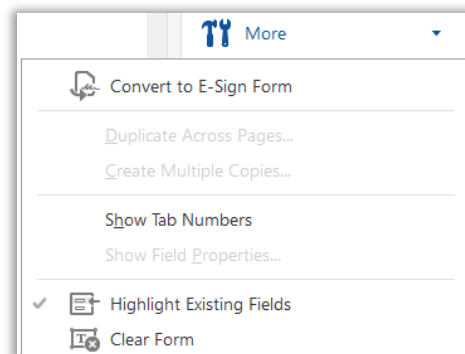 More
Convert to E-Sign Form
Duplicate Across Pages...
Create Multiple Copies...
Show Tab Numbers
Show Field Properties...
Highlight Existing Fields
Clear Form